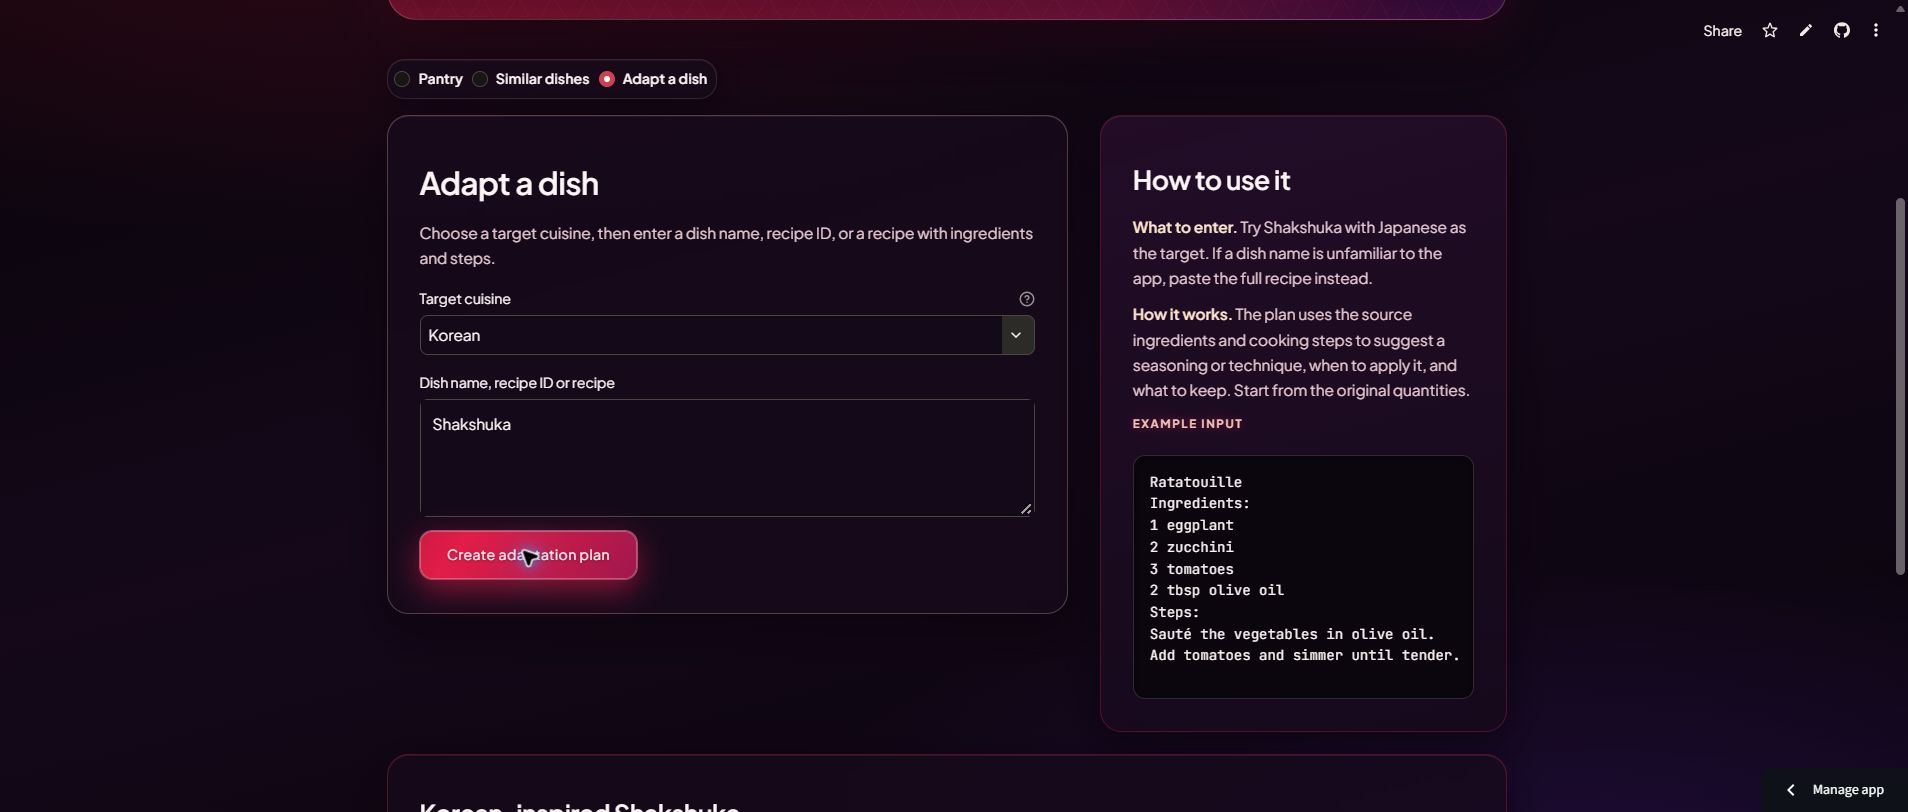 Share
Pantry Similar dishes Adapt a dish
Adapt a dish
Choose a target cuisine, then enter a dish name, recipe ID, or a recipe with ingredients
and steps.
Target cuisine
Korean
Dish name, recipe ID or recipe
Shakshuka
Create adaptation plan
How to use it
What to enter. Try Shakshuka with Japanese as
the target. If a dish name is unfamiliar to the
app, paste the full recipe instead.
How it works. The plan uses the source
ingredients and cooking steps to suggest a
seasoning or technique, when to apply it, and
what to keep. Start from the original quantities.
EXAMPLE INPUT
Ratatouille
Ingredients:
1 eggplant
2 zucchini
3 tomatoes
2 tbsp olive oil
Steps:
Sauté the vegetables in olive oil.
Add tomatoes and simmer until tender.
Korean-inspired Shakshuka
Manage app